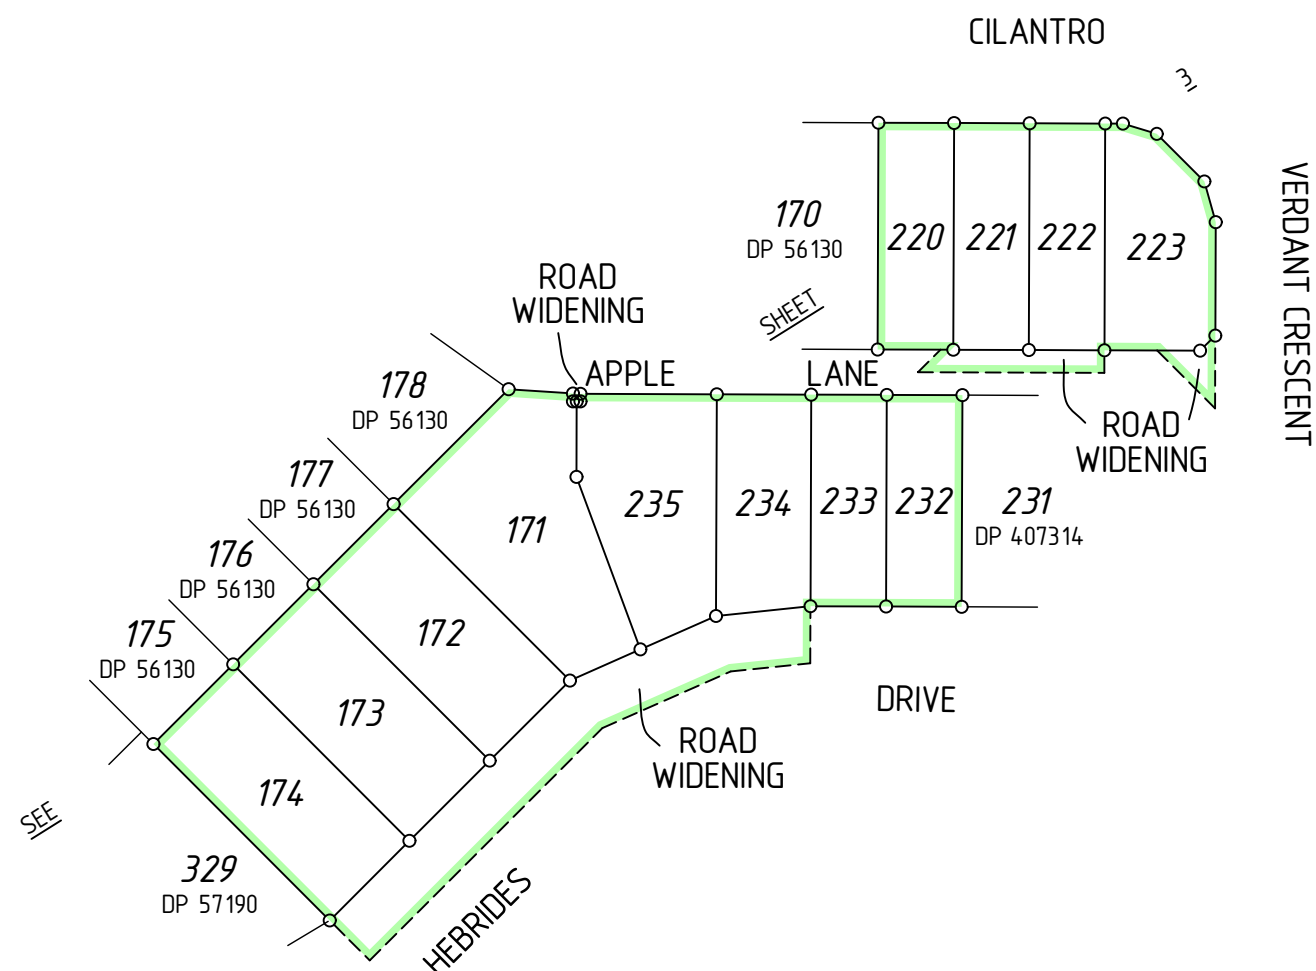 CILANTRO
3
VERDANT CRESCENT
170
DP 56130
220
221
222
223
SHEET
ROAD
WIDENING
APPLE LANE
178
DP 56130
ROAD
WIDENING
177
DP 56130
171
235
234
233
232
231
DP 407314
176
DP 56130
175
DP 56130
172
173
DRIVE
ROAD
WIDENING
174
SEE
329
DP 57190
HEBRIDES